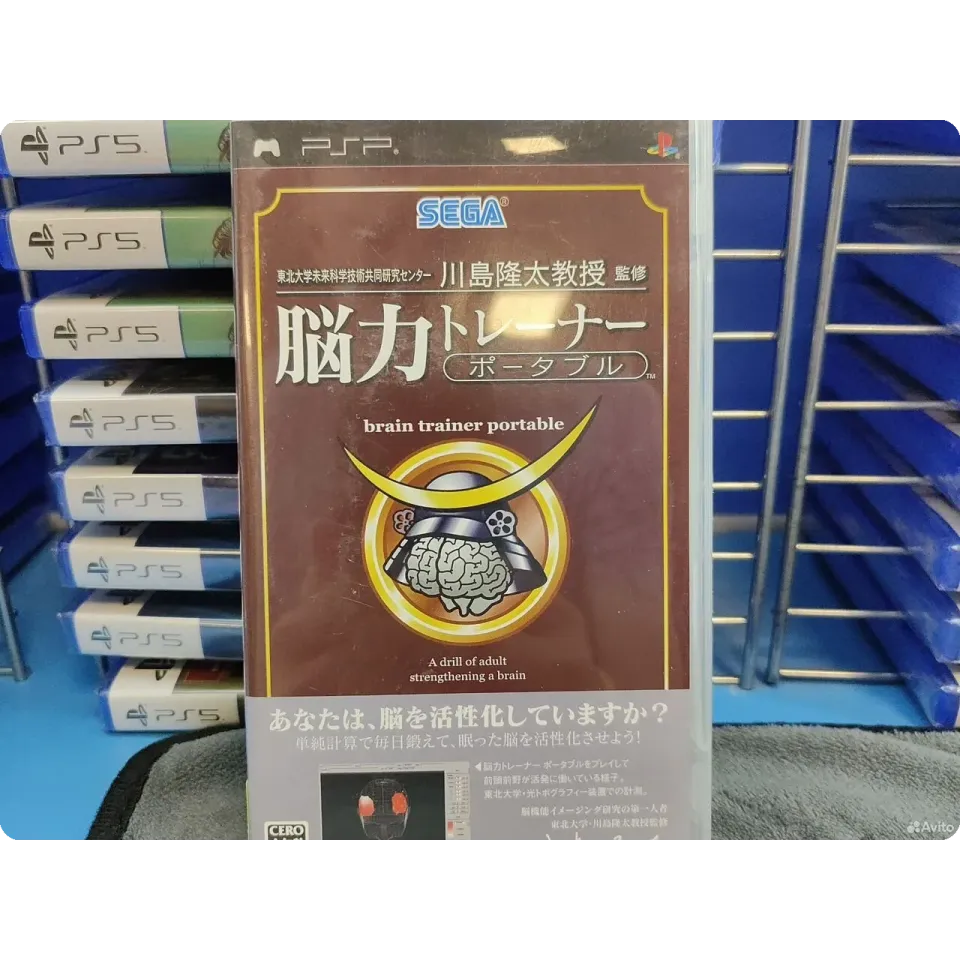 PSP
SEGA®
東北大学未来科学技術共同研究センター 川島隆太教授 監修
脳力トレーナー
ポータブル™
brain trainer portable
A drill of adult
strengthening a brain
あなたは、脳を活性化していますか?
単純計算で毎日鍛えて、眠った脳を活性化させよう!
◀脳力トレーナー ポータブルをプレイして
前頭前野が活発に働いている様子。
東北大学・光トポグラフィー装置での計測。
脳機能イメージング研究の第一人者
東北大学・川島隆太教授監修
CERO
PS5
PS5
PS5
PS5
PS5
PS5
PS5
PS5
Avito